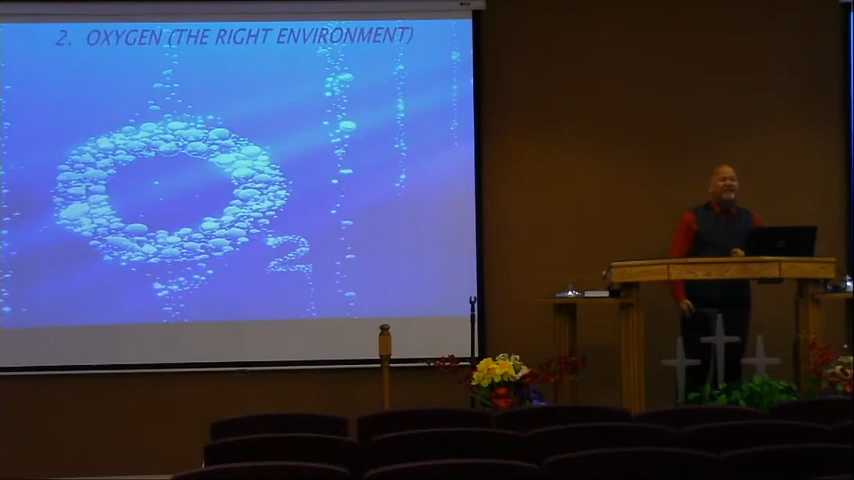 2. OXYGEN (THE RIGHT ENVIRONMENT)
O2